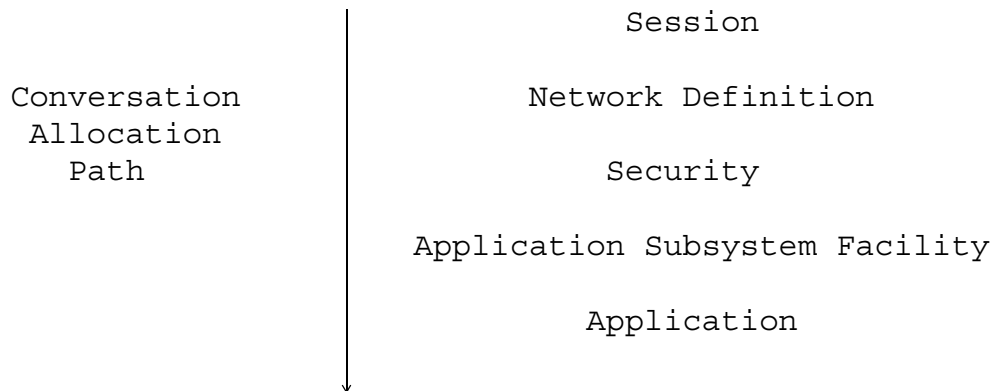 Session
Conversation
Allocation
Path
Network Definition
Security
Application Subsystem Facility
Application